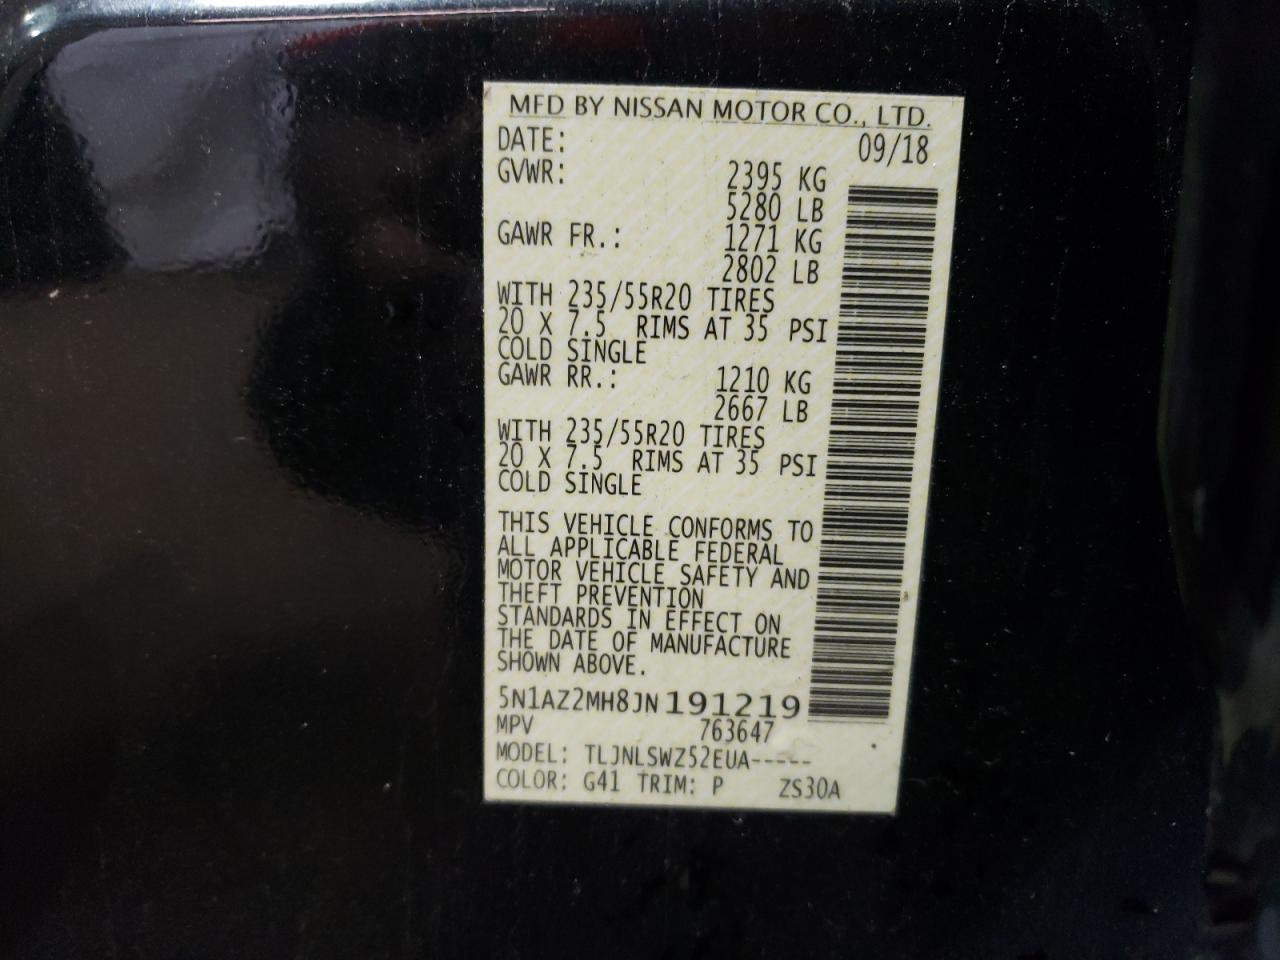 MFD BY NISSAN MOTOR CO., LTD.
DATE: 09/18
GVWR: 2395 KG
5280 LB
GAWR FR.: 1271 KG
2802 LB
WITH 235/55R20 TIRES
20 X 7.5 RIMS AT 35 PSI
COLD SINGLE
GAWR RR.: 1210 KG
2667 LB
WITH 235/55R20 TIRES
20 X 7.5 RIMS AT 35 PSI
COLD SINGLE
THIS VEHICLE CONFORMS TO
ALL APPLICABLE FEDERAL
MOTOR VEHICLE SAFETY AND
THEFT PREVENTION
STANDARDS IN EFFECT ON
THE DATE OF MANUFACTURE
SHOWN ABOVE.
5N1AZ2MH8JN191219
MPV 763647
MODEL: TLJNLSWZ52EUA-----
COLOR: G41 TRIM: P ZS30A